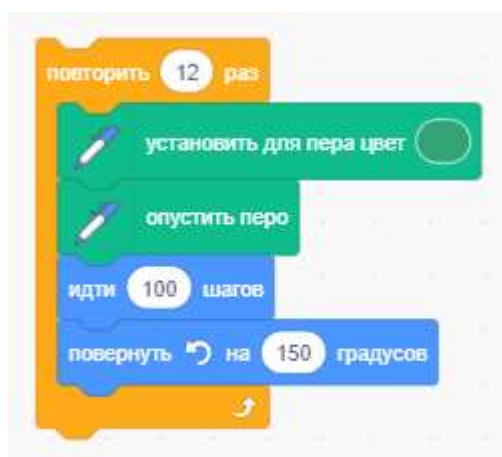 повторить 12 раз
установить для пера цвет
опустить перо
идти 100 шагов
повернуть на 150 градусов